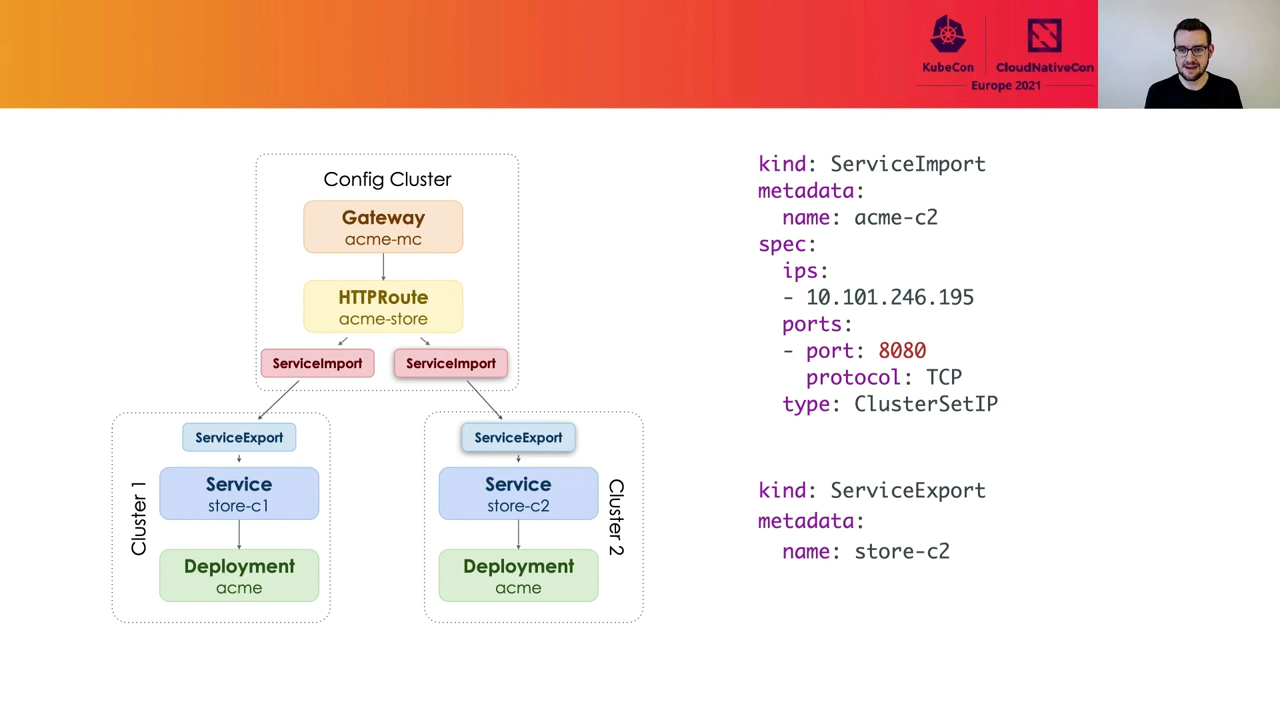 KubeCon
CloudNativeCon
Europe 2021
Config Cluster
Gateway
acme-mc
HTTPRoute
acme-store
ServiceImport
ServiceImport
ServiceExport
Service
store-c1
Deployment
acme
Cluster 1
ServiceExport
Service
store-c2
Deployment
acme
Cluster 2
kind: ServiceImport
metadata:
  name: acme-c2
spec:
  ips:
  - 10.101.246.195
  ports:
  - port: 8080
    protocol: TCP
  type: ClusterSetIP
kind: ServiceExport
metadata:
  name: store-c2